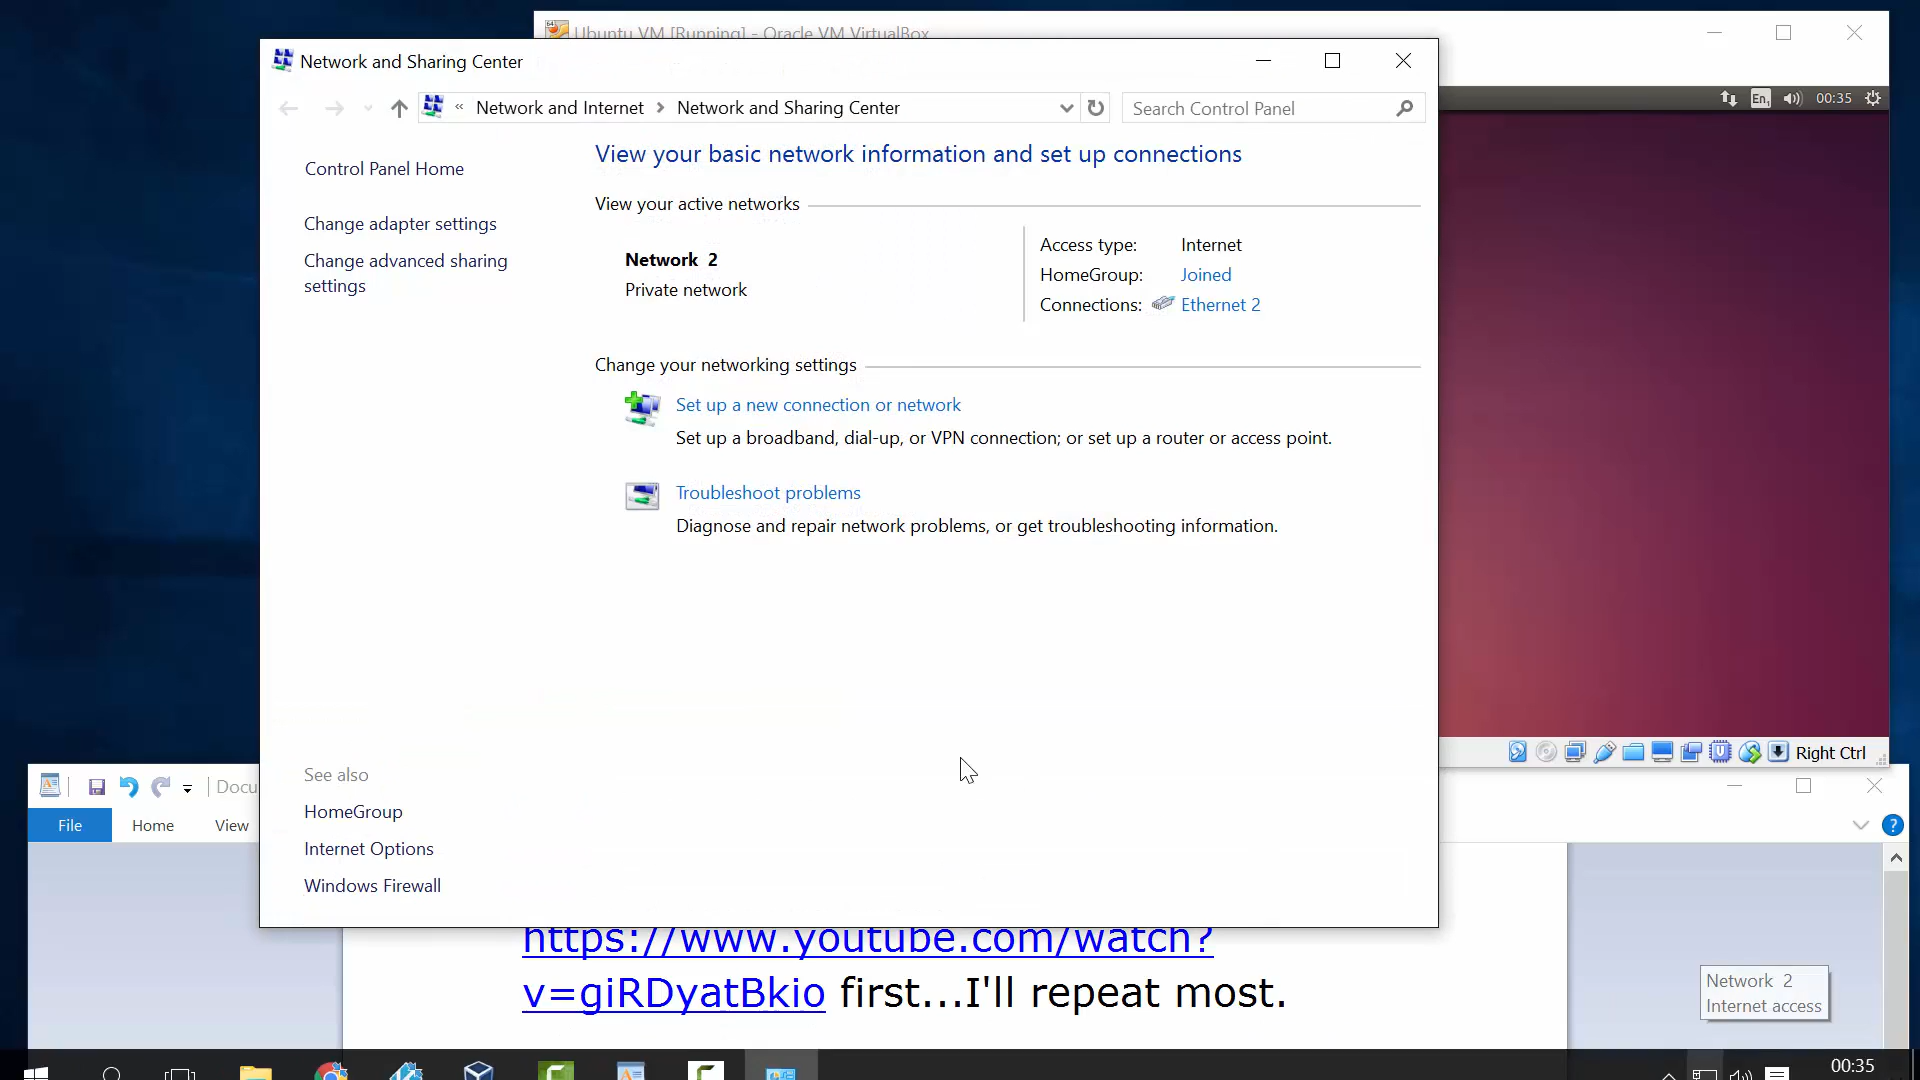 Ubuntu VM [Running] - Oracle VM VirtualBox
Network and Sharing Center
« Network and Internet > Network and Sharing Center
Search Control Panel
En1
00:35
View your basic network information and set up connections
Control Panel Home
Change adapter settings
Change advanced sharing
settings
View your active networks
Network 2
Private network
Access type: Internet
HomeGroup: Joined
Connections: Ethernet 2
Change your networking settings
Set up a new connection or network
Set up a broadband, dial-up, or VPN connection; or set up a router or access point.
Troubleshoot problems
Diagnose and repair network problems, or get troubleshooting information.
See also
HomeGroup
Internet Options
Windows Firewall
Right Ctrl
Docu
File Home View
https://www.youtube.com/watch?
v=giRDyatBkio first...I'll repeat most.
Network 2
Internet access
00:35